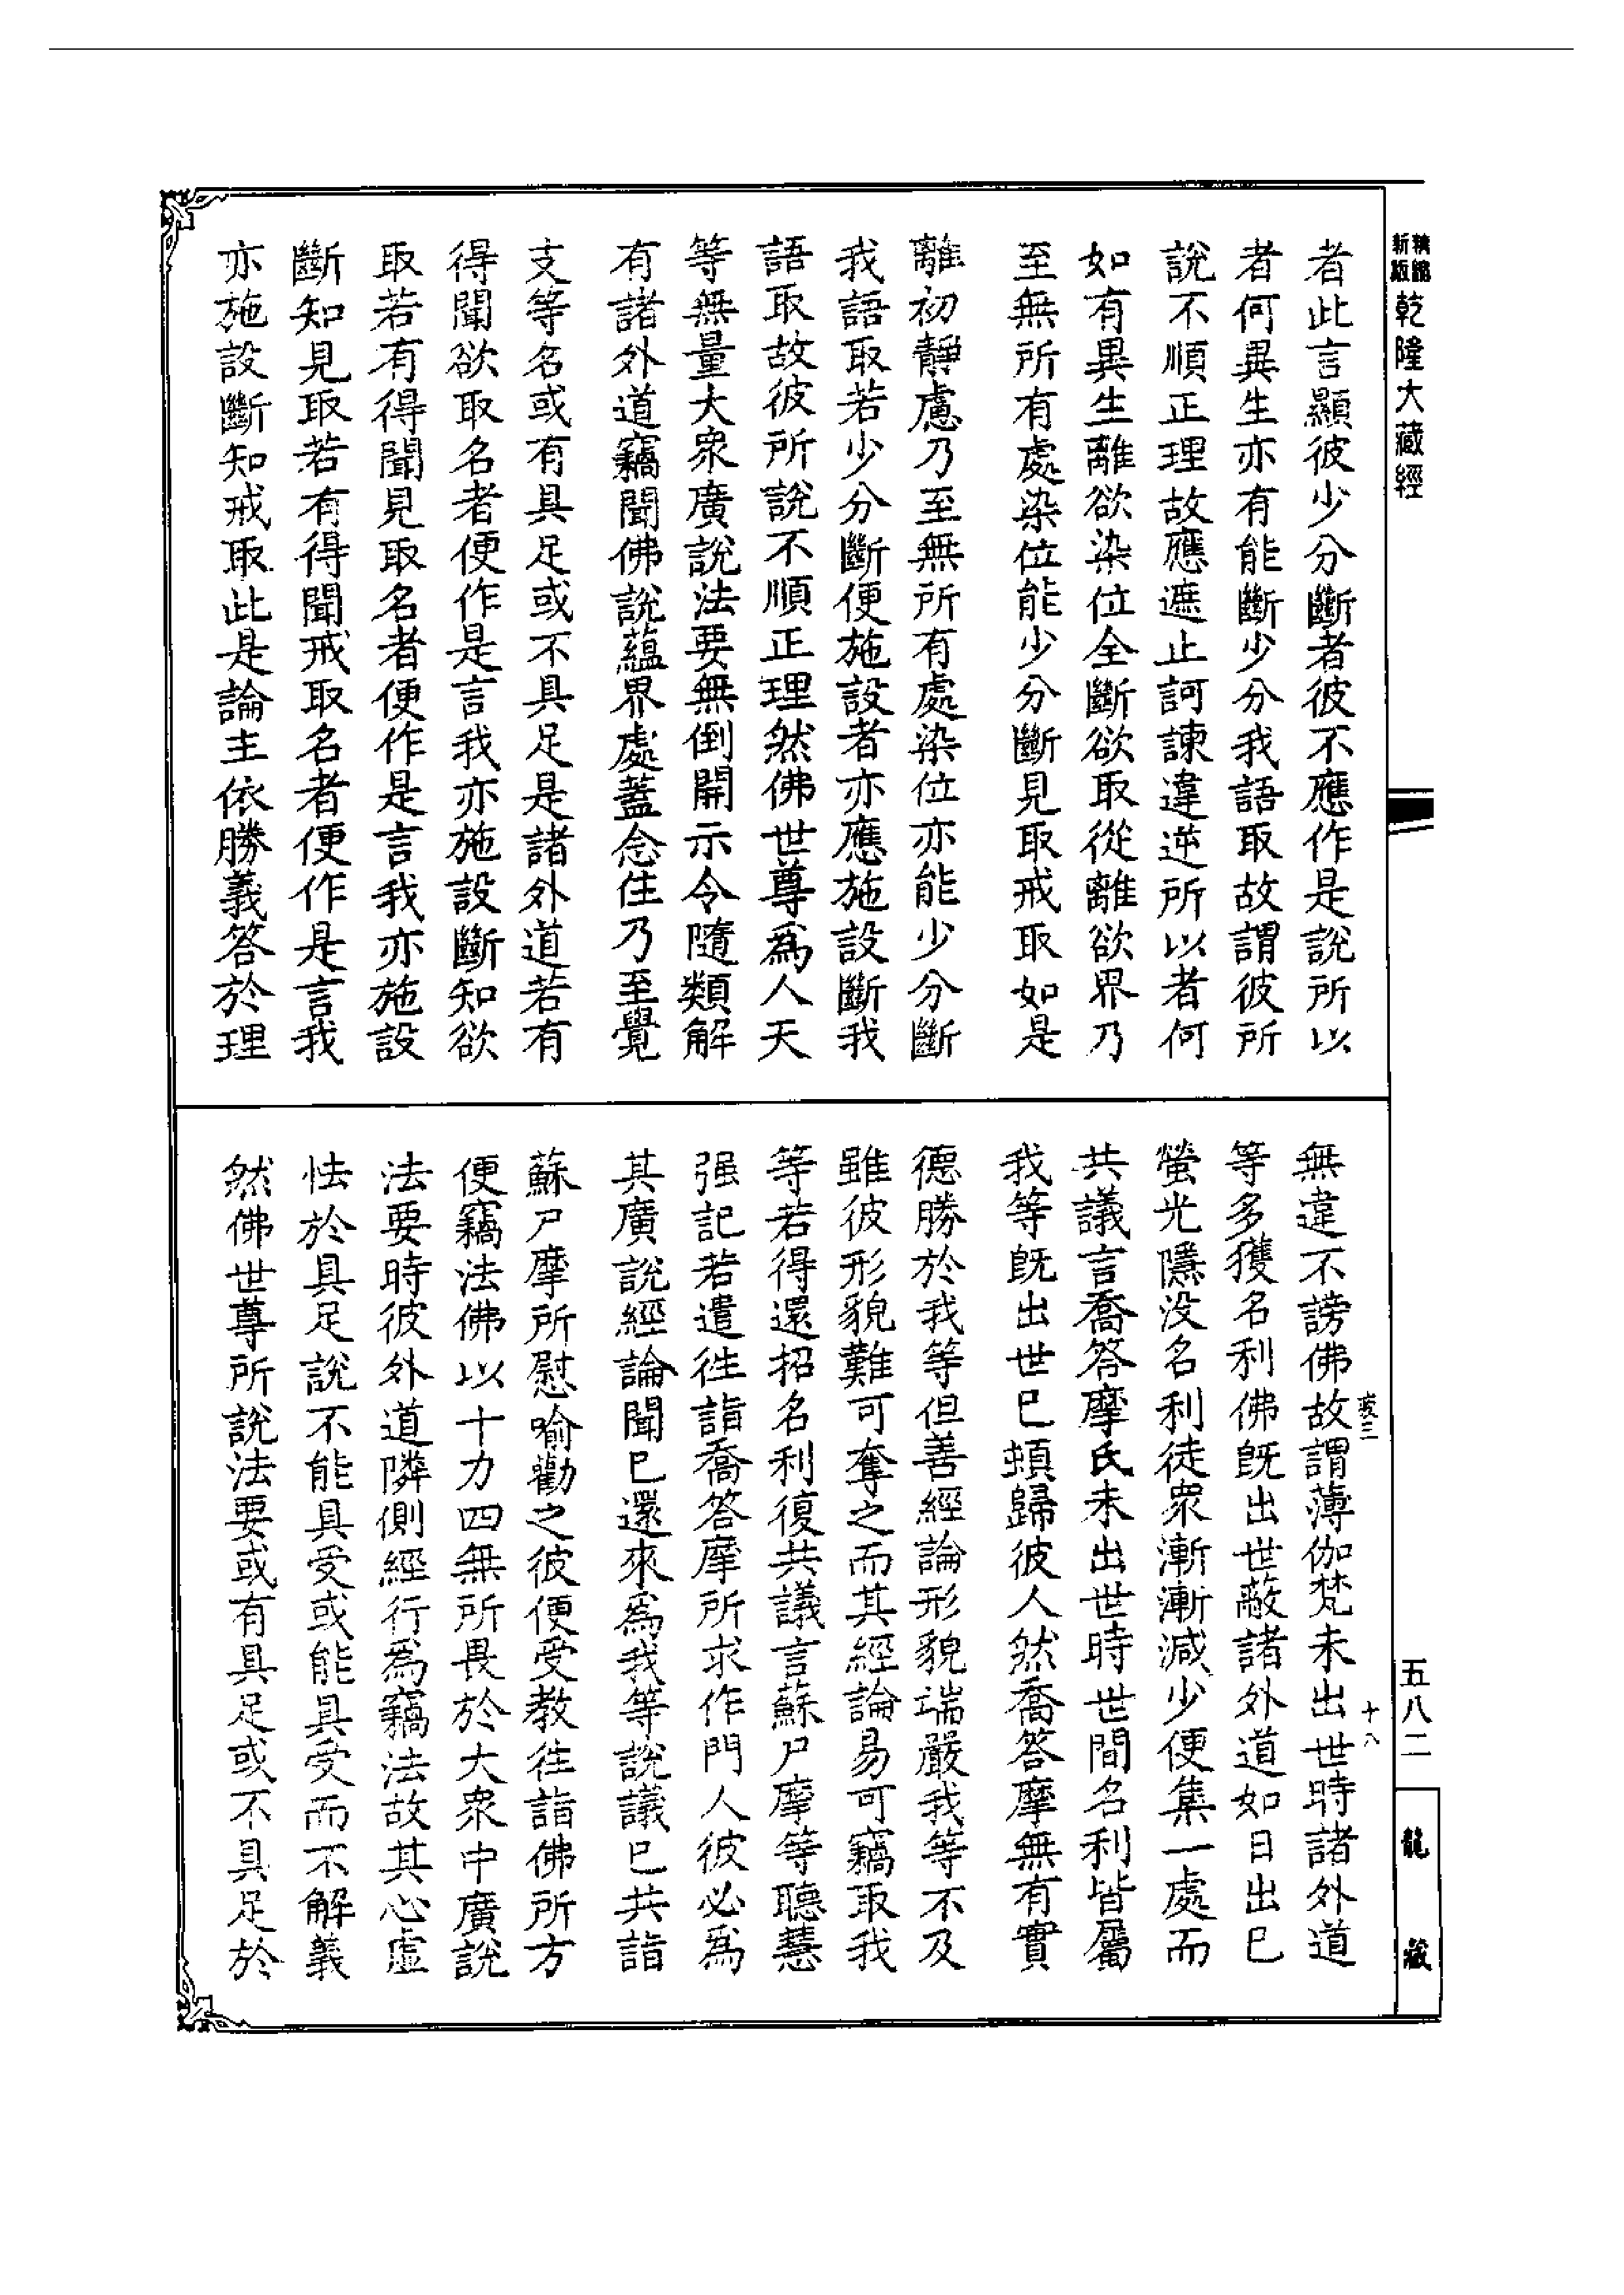 新版精縮乾隆大藏經
者此言顯彼少分斷者彼不應作是說所以
者何異生亦有能斷少分我語取故謂彼所
說不順正理故應遮止訶諫違逆所以者何
如有異生離欲染位全斷欲取從離欲界乃
至無所有處染位能少分斷見取戒取如是
離初靜慮乃至無所有處染位亦能少分斷
我語取若少分斷便施設者亦應施設斷我
語取故彼所說不順正理然佛世尊為人天
等無量大衆廣說法要無倒開示令隨類解
有諸外道竊聞佛說蘊界處蓋念住乃至覺
支等名或有具足或不具足是諸外道若有
得聞欲取名者便作是言我亦施設斷知欲
取若有得聞見取名者便作是言我亦施設
斷知見取若有得聞戒取名者便作是言我
亦施設斷知戒取此是論主依勝義答於理
無違不謗佛故謂薄伽梵未出世時諸外道
等多獲名利佛旣出世蔽諸外道如日出已
螢光隱没名利徒衆漸漸減少便集一處而
共議言喬答摩氏未出世時世間名利皆屬
我等旣出世已頓歸彼人然喬答摩無有實
德勝於我等但善經論形貌端嚴我等不及
雖彼形貌難可奪之而其經論易可竊取我
等若得還招名利復共議言蘇尸摩等聰慧
强記若遣往詣喬答摩所求作門人彼必為
其廣說經論聞已還來為我等說議已共詣
蘇尸摩所慰喻勸之彼便受教往詣佛所方
便竊法佛以十力四無所畏於大衆中廣說
法要時彼外道隣側經行為竊法故其心虛
怯於具足說不能具受或能具受而不解義
然佛世尊所說法要或有具足或不具足於
十八
五八二
龍藏